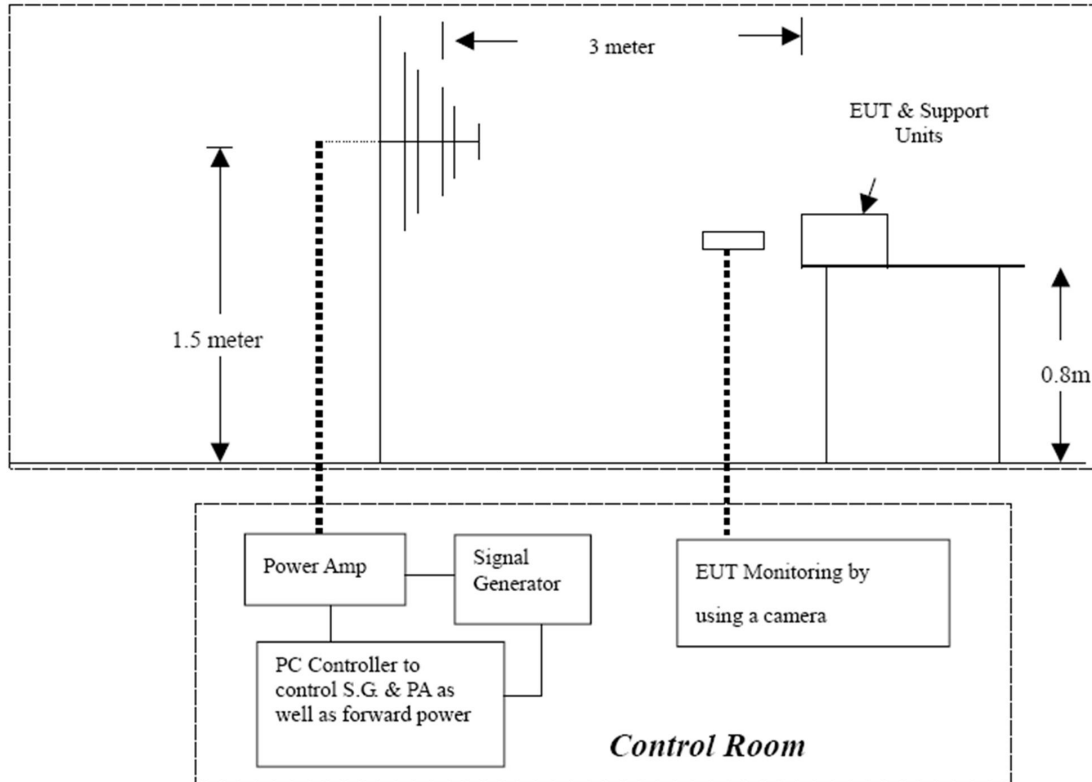 3 meter
EUT & Support
Units
1.5 meter
0.8m
Power Amp
Signal
Generator
EUT Monitoring by
using a camera
PC Controller to
control S.G. & PA as
well as forward power
Control Room